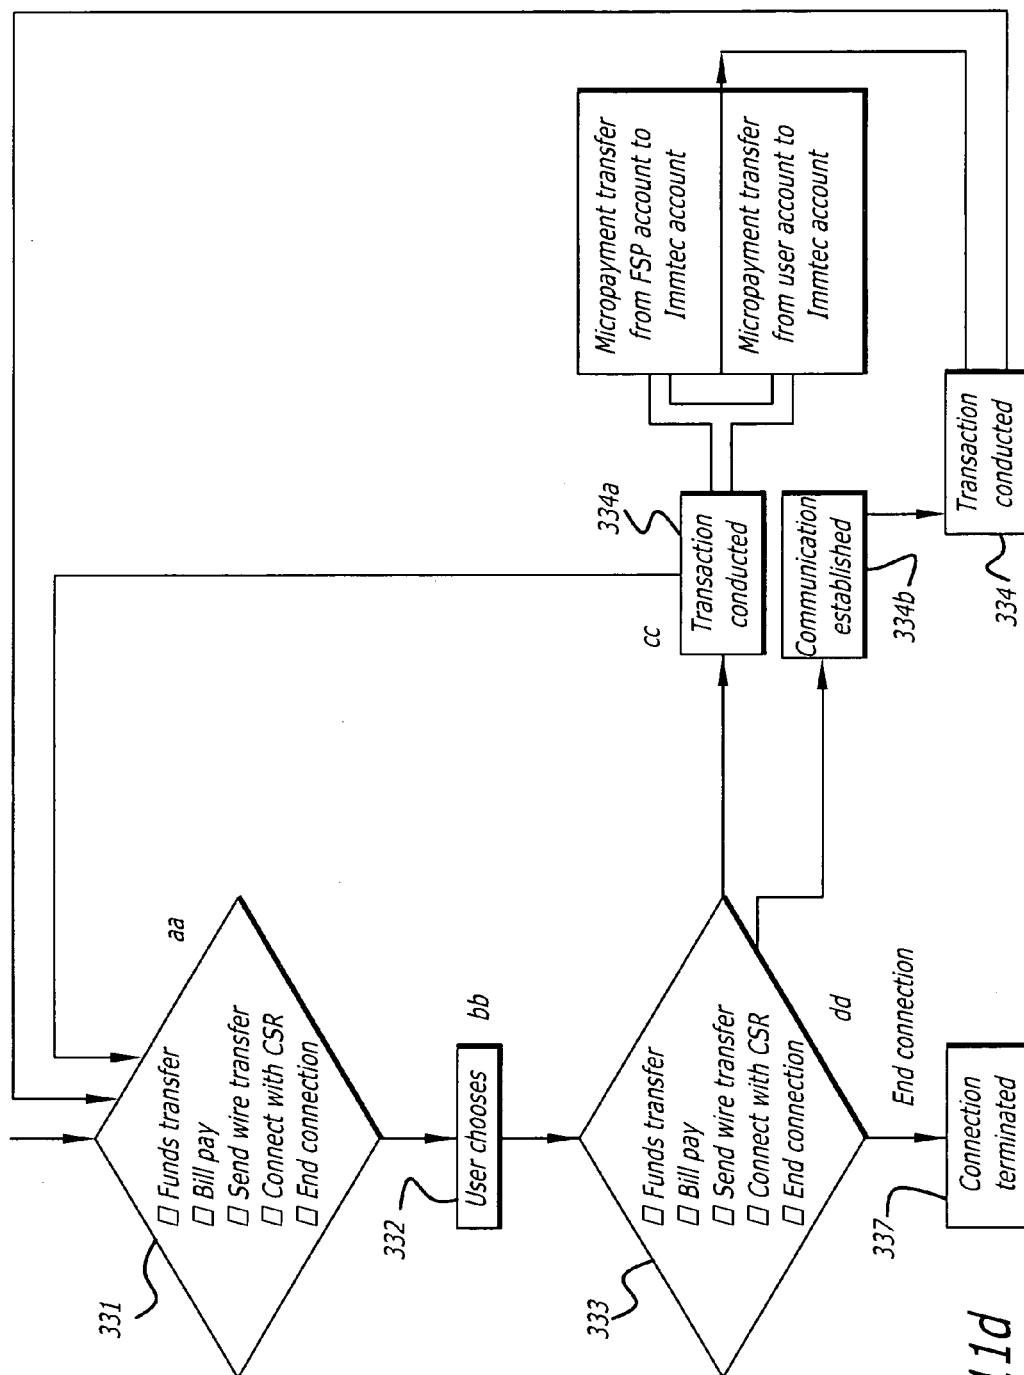 331
aa
☐ Funds transfer
☐ Bill pay
☐ Send wire transfer
☐ Connect with CSR
☐ End connection
332
User chooses
bb
333
☐ Funds transfer
☐ Bill pay
☐ Send wire transfer
☐ Connect with CSR
☐ End connection
dd
End connection
337
Connection
terminated
cc
334a
Transaction
conducted
Communication
established
334b
Micropayment transfer
from FSP account to
Immtec account
Micropayment transfer
from user account to
Immtec account
Transaction
conducted
334
11d